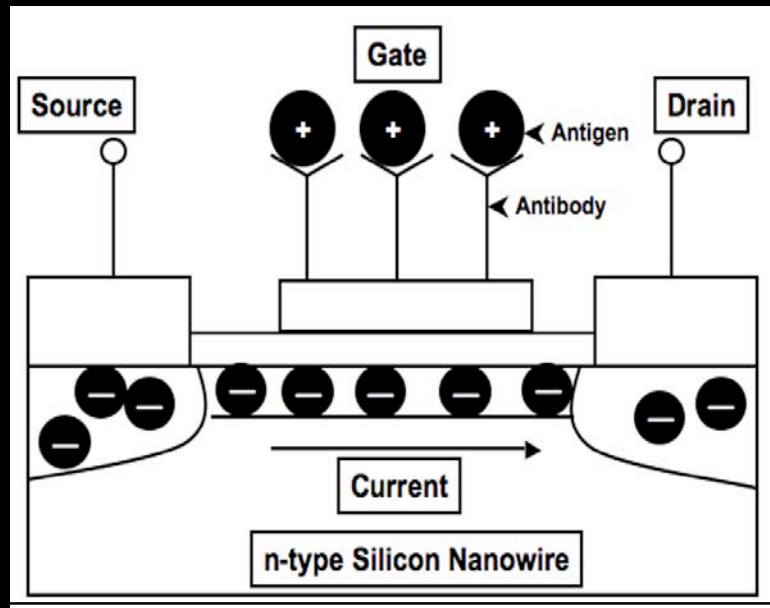 Gate
Source
Drain
+ + +
Antigen
Antibody
− − − − − − − − − −
Current
n-type Silicon Nanowire